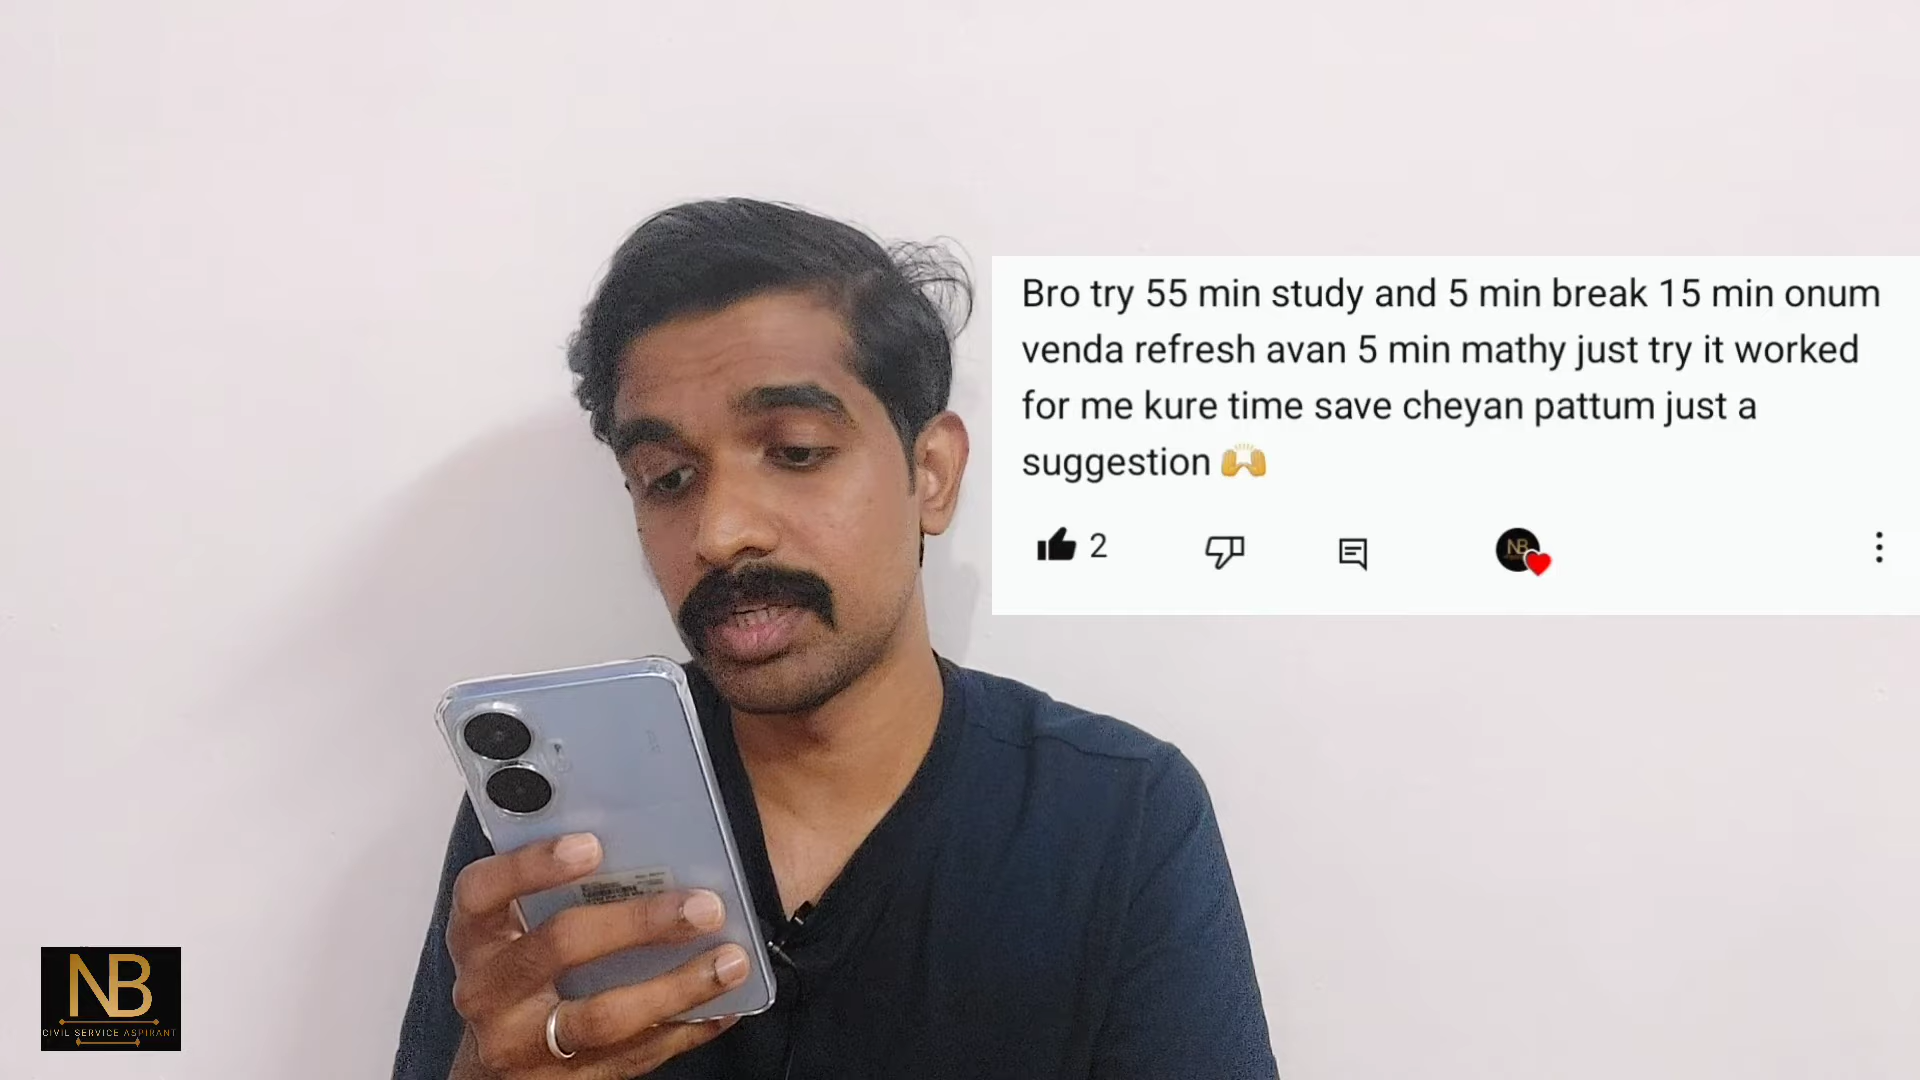 Bro try 55 min study and 5 min break 15 min onum
venda refresh avan 5 min mathy just try it worked
for me kure time save cheyan pattum just a
suggestion 🙌
2
NB
NB
CIVIL SERVICE ASPIRANT